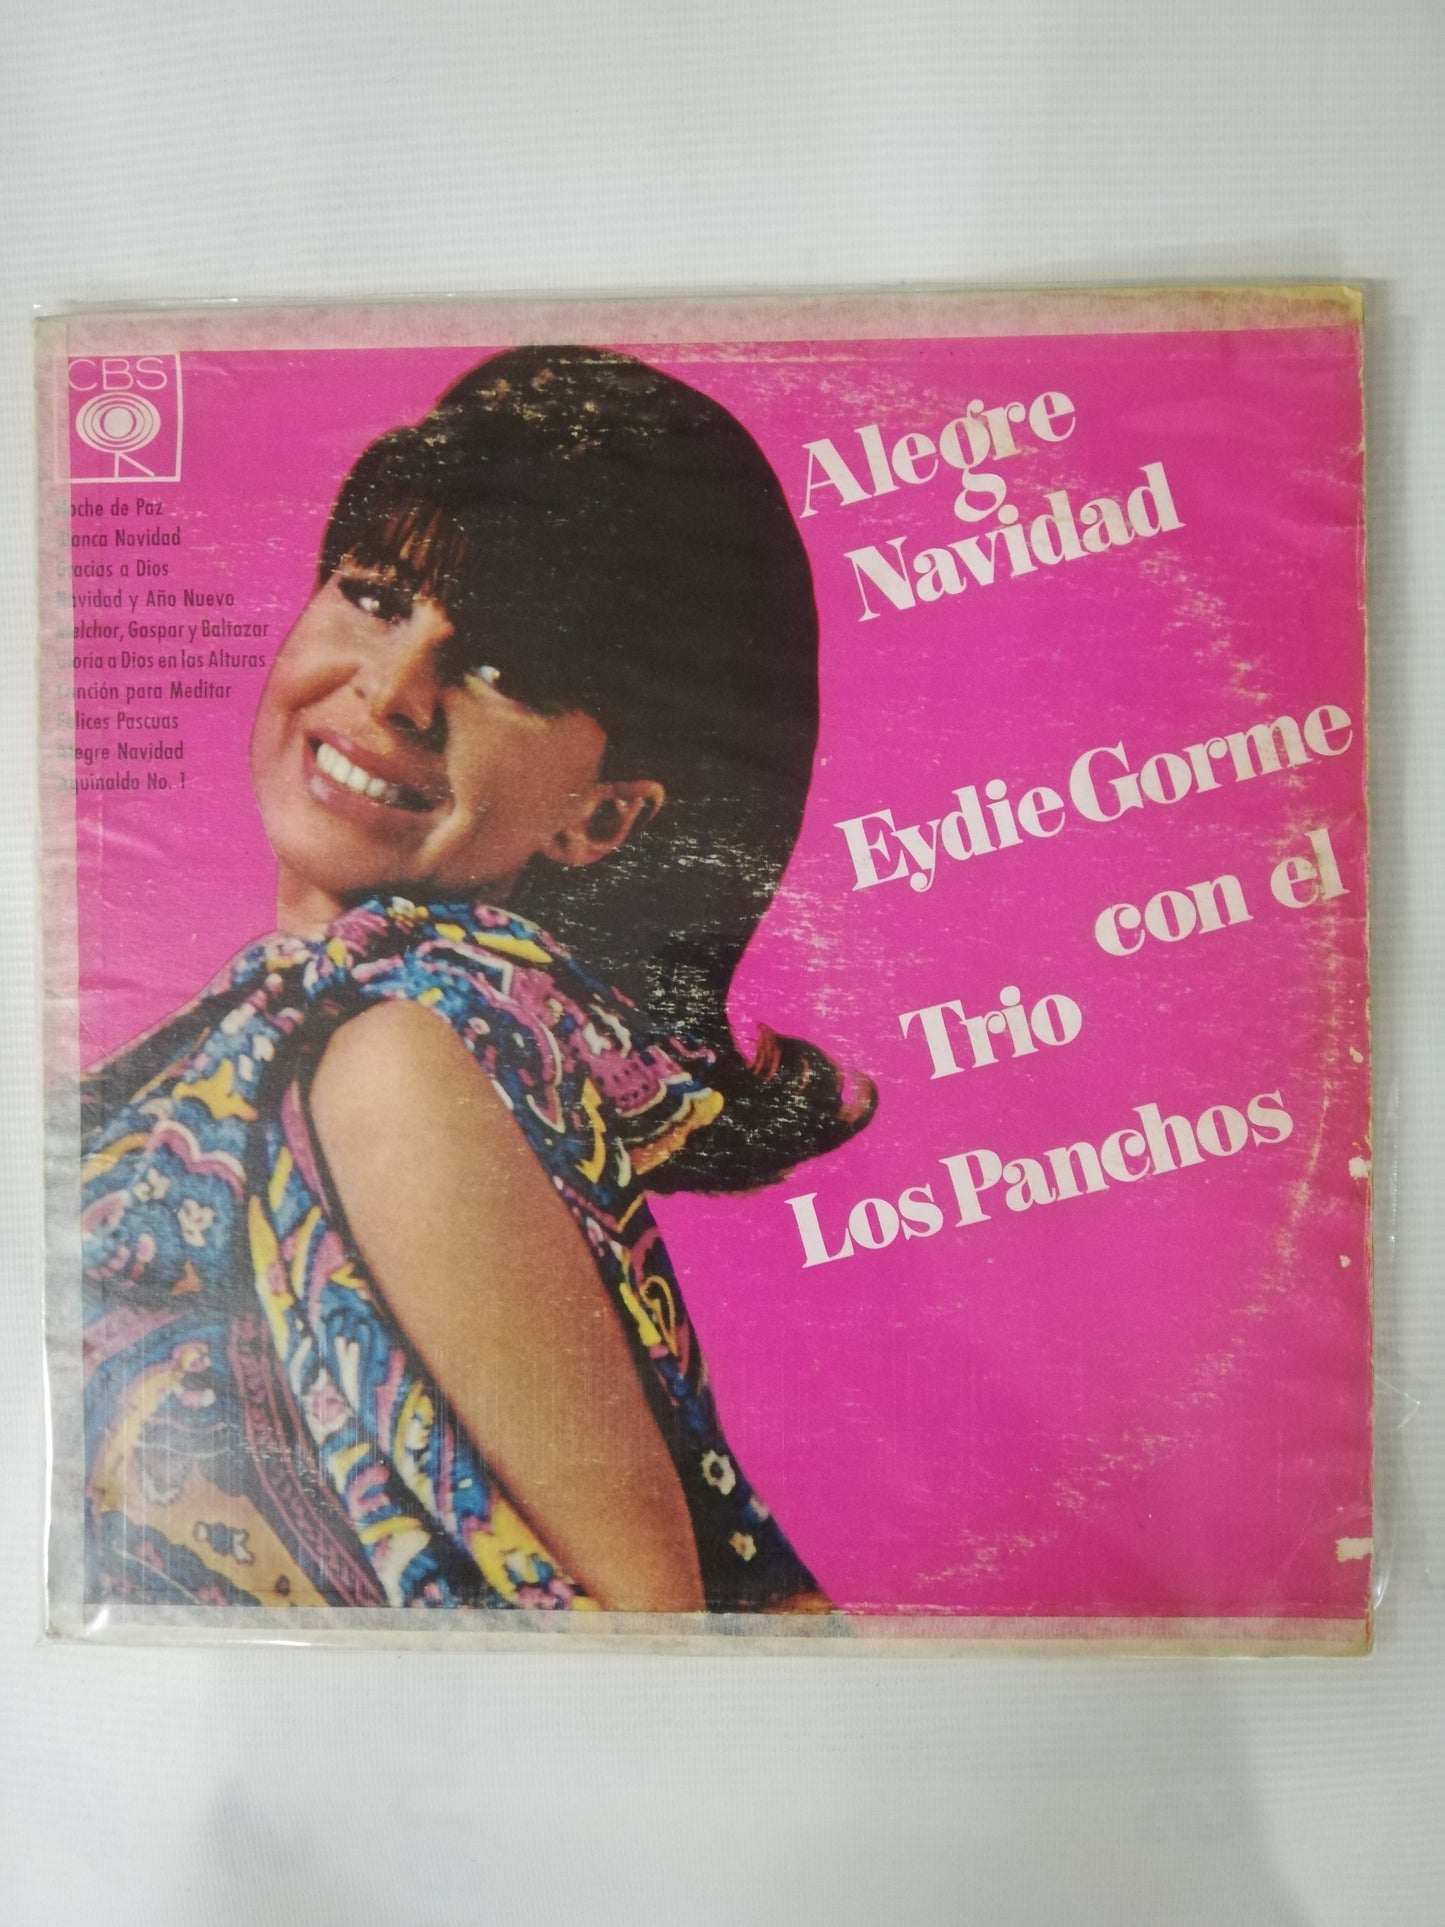 CBS
Noche de Paz
Blanca Navidad
Gracias a Dios
Navidad y Año Nuevo
Melchor, Gaspar y Baltazar
Gloria a Dios en las Alturas
Canción para Meditar
Felices Pascuas
Alegre Navidad
Aguinaldo No. 1
Alegre
Navidad
Eydie Gorme
con el
Trio
Los Panchos